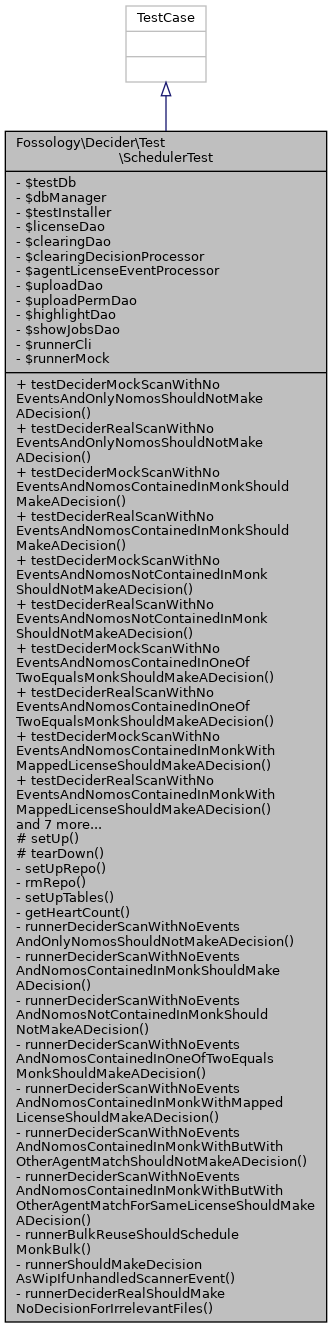 TestCase
Fossology\Decider\Test
\SchedulerTest
- $testDb
- $dbManager
- $testInstaller
- $licenseDao
- $clearingDao
- $clearingDecisionProcessor
- $agentLicenseEventProcessor
- $uploadDao
- $uploadPermDao
- $highlightDao
- $showJobsDao
- $runnerCli
- $runnerMock
+ testDeciderMockScanWithNo
EventsAndOnlyNomosShouldNotMake
ADecision()
+ testDeciderRealScanWithNo
EventsAndOnlyNomosShouldNotMake
ADecision()
+ testDeciderMockScanWithNo
EventsAndNomosContainedInMonkShould
MakeADecision()
+ testDeciderRealScanWithNo
EventsAndNomosContainedInMonkShould
MakeADecision()
+ testDeciderMockScanWithNo
EventsAndNomosNotContainedInMonk
ShouldNotMakeADecision()
+ testDeciderRealScanWithNo
EventsAndNomosNotContainedInMonk
ShouldNotMakeADecision()
+ testDeciderMockScanWithNo
EventsAndNomosContainedInOneOf
TwoEqualsMonkShouldMakeADecision()
+ testDeciderRealScanWithNo
EventsAndNomosContainedInOneOf
TwoEqualsMonkShouldMakeADecision()
+ testDeciderMockScanWithNo
EventsAndNomosContainedInMonkWith
MappedLicenseShouldMakeADecision()
+ testDeciderRealScanWithNo
EventsAndNomosContainedInMonkWith
MappedLicenseShouldMakeADecision()
and 7 more...
# setUp()
# tearDown()
- setUpRepo()
- rmRepo()
- setUpTables()
- getHeartCount()
- runnerDeciderScanWithNoEvents
AndOnlyNomosShouldNotMakeADecision()
- runnerDeciderScanWithNoEvents
AndNomosContainedInMonkShouldMake
ADecision()
- runnerDeciderScanWithNoEvents
AndNomosNotContainedInMonkShould
NotMakeADecision()
- runnerDeciderScanWithNoEvents
AndNomosContainedInOneOfTwoEquals
MonkShouldMakeADecision()
- runnerDeciderScanWithNoEvents
AndNomosContainedInMonkWithMapped
LicenseShouldMakeADecision()
- runnerDeciderScanWithNoEvents
AndNomosContainedInMonkWithButWith
OtherAgentMatchShouldNotMakeADecision()
- runnerDeciderScanWithNoEvents
AndNomosContainedInMonkWithButWith
OtherAgentMatchForSameLicenseShouldMake
ADecision()
- runnerBulkReuseShouldSchedule
MonkBulk()
- runnerShouldMakeDecision
AsWipIfUnhandledScannerEvent()
- runnerDeciderRealShouldMake
NoDecisionForIrrelevantFiles()